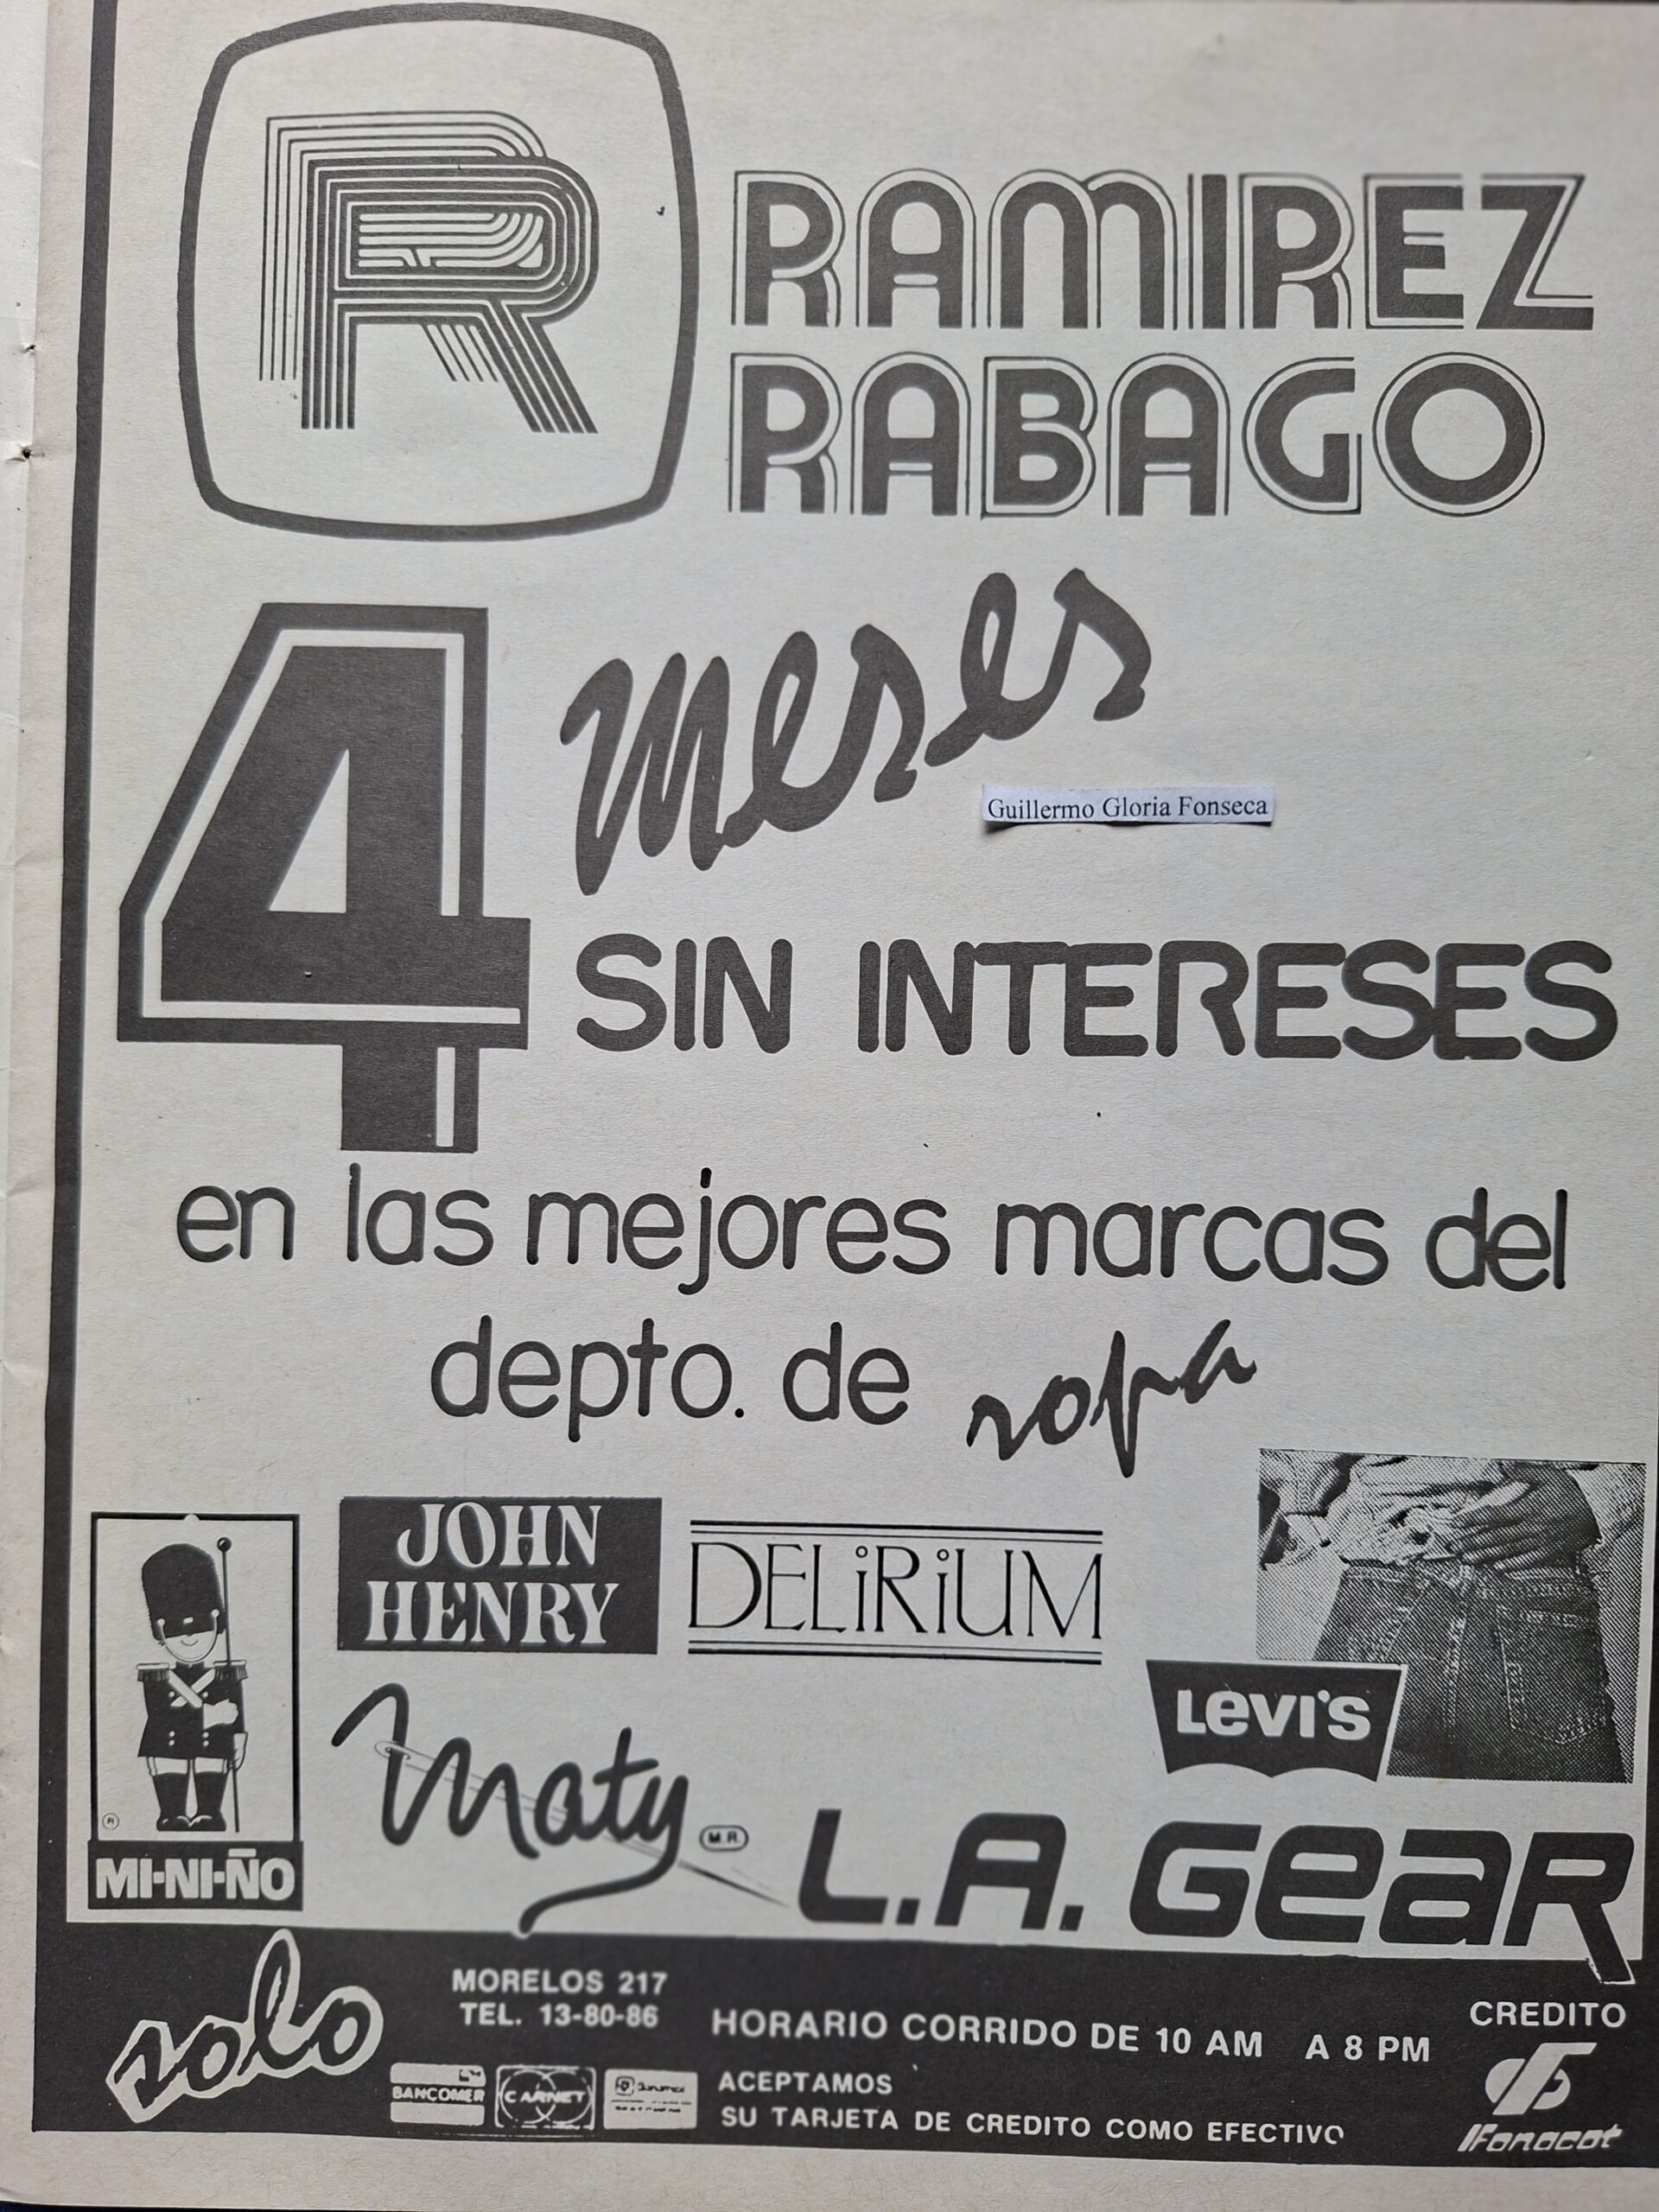 R
RAMIREZ
RABAGO
4 meses
Guillermo Gloria Fonseca
SIN INTERESES
en las mejores marcas del
depto. de ropa
JOHN
HENRY
DELiRiUM
LEVI'S
maty M.R.
L.A. GEAR
®
MI-NI-ÑO
solo
MORELOS 217
TEL. 13-80-86
HORARIO CORRIDO DE 10 AM A 8 PM
CREDITO
Fonacot
BANCOMER
CARNET
Banamex
ACEPTAMOS
SU TARJETA DE CREDITO COMO EFECTIVO